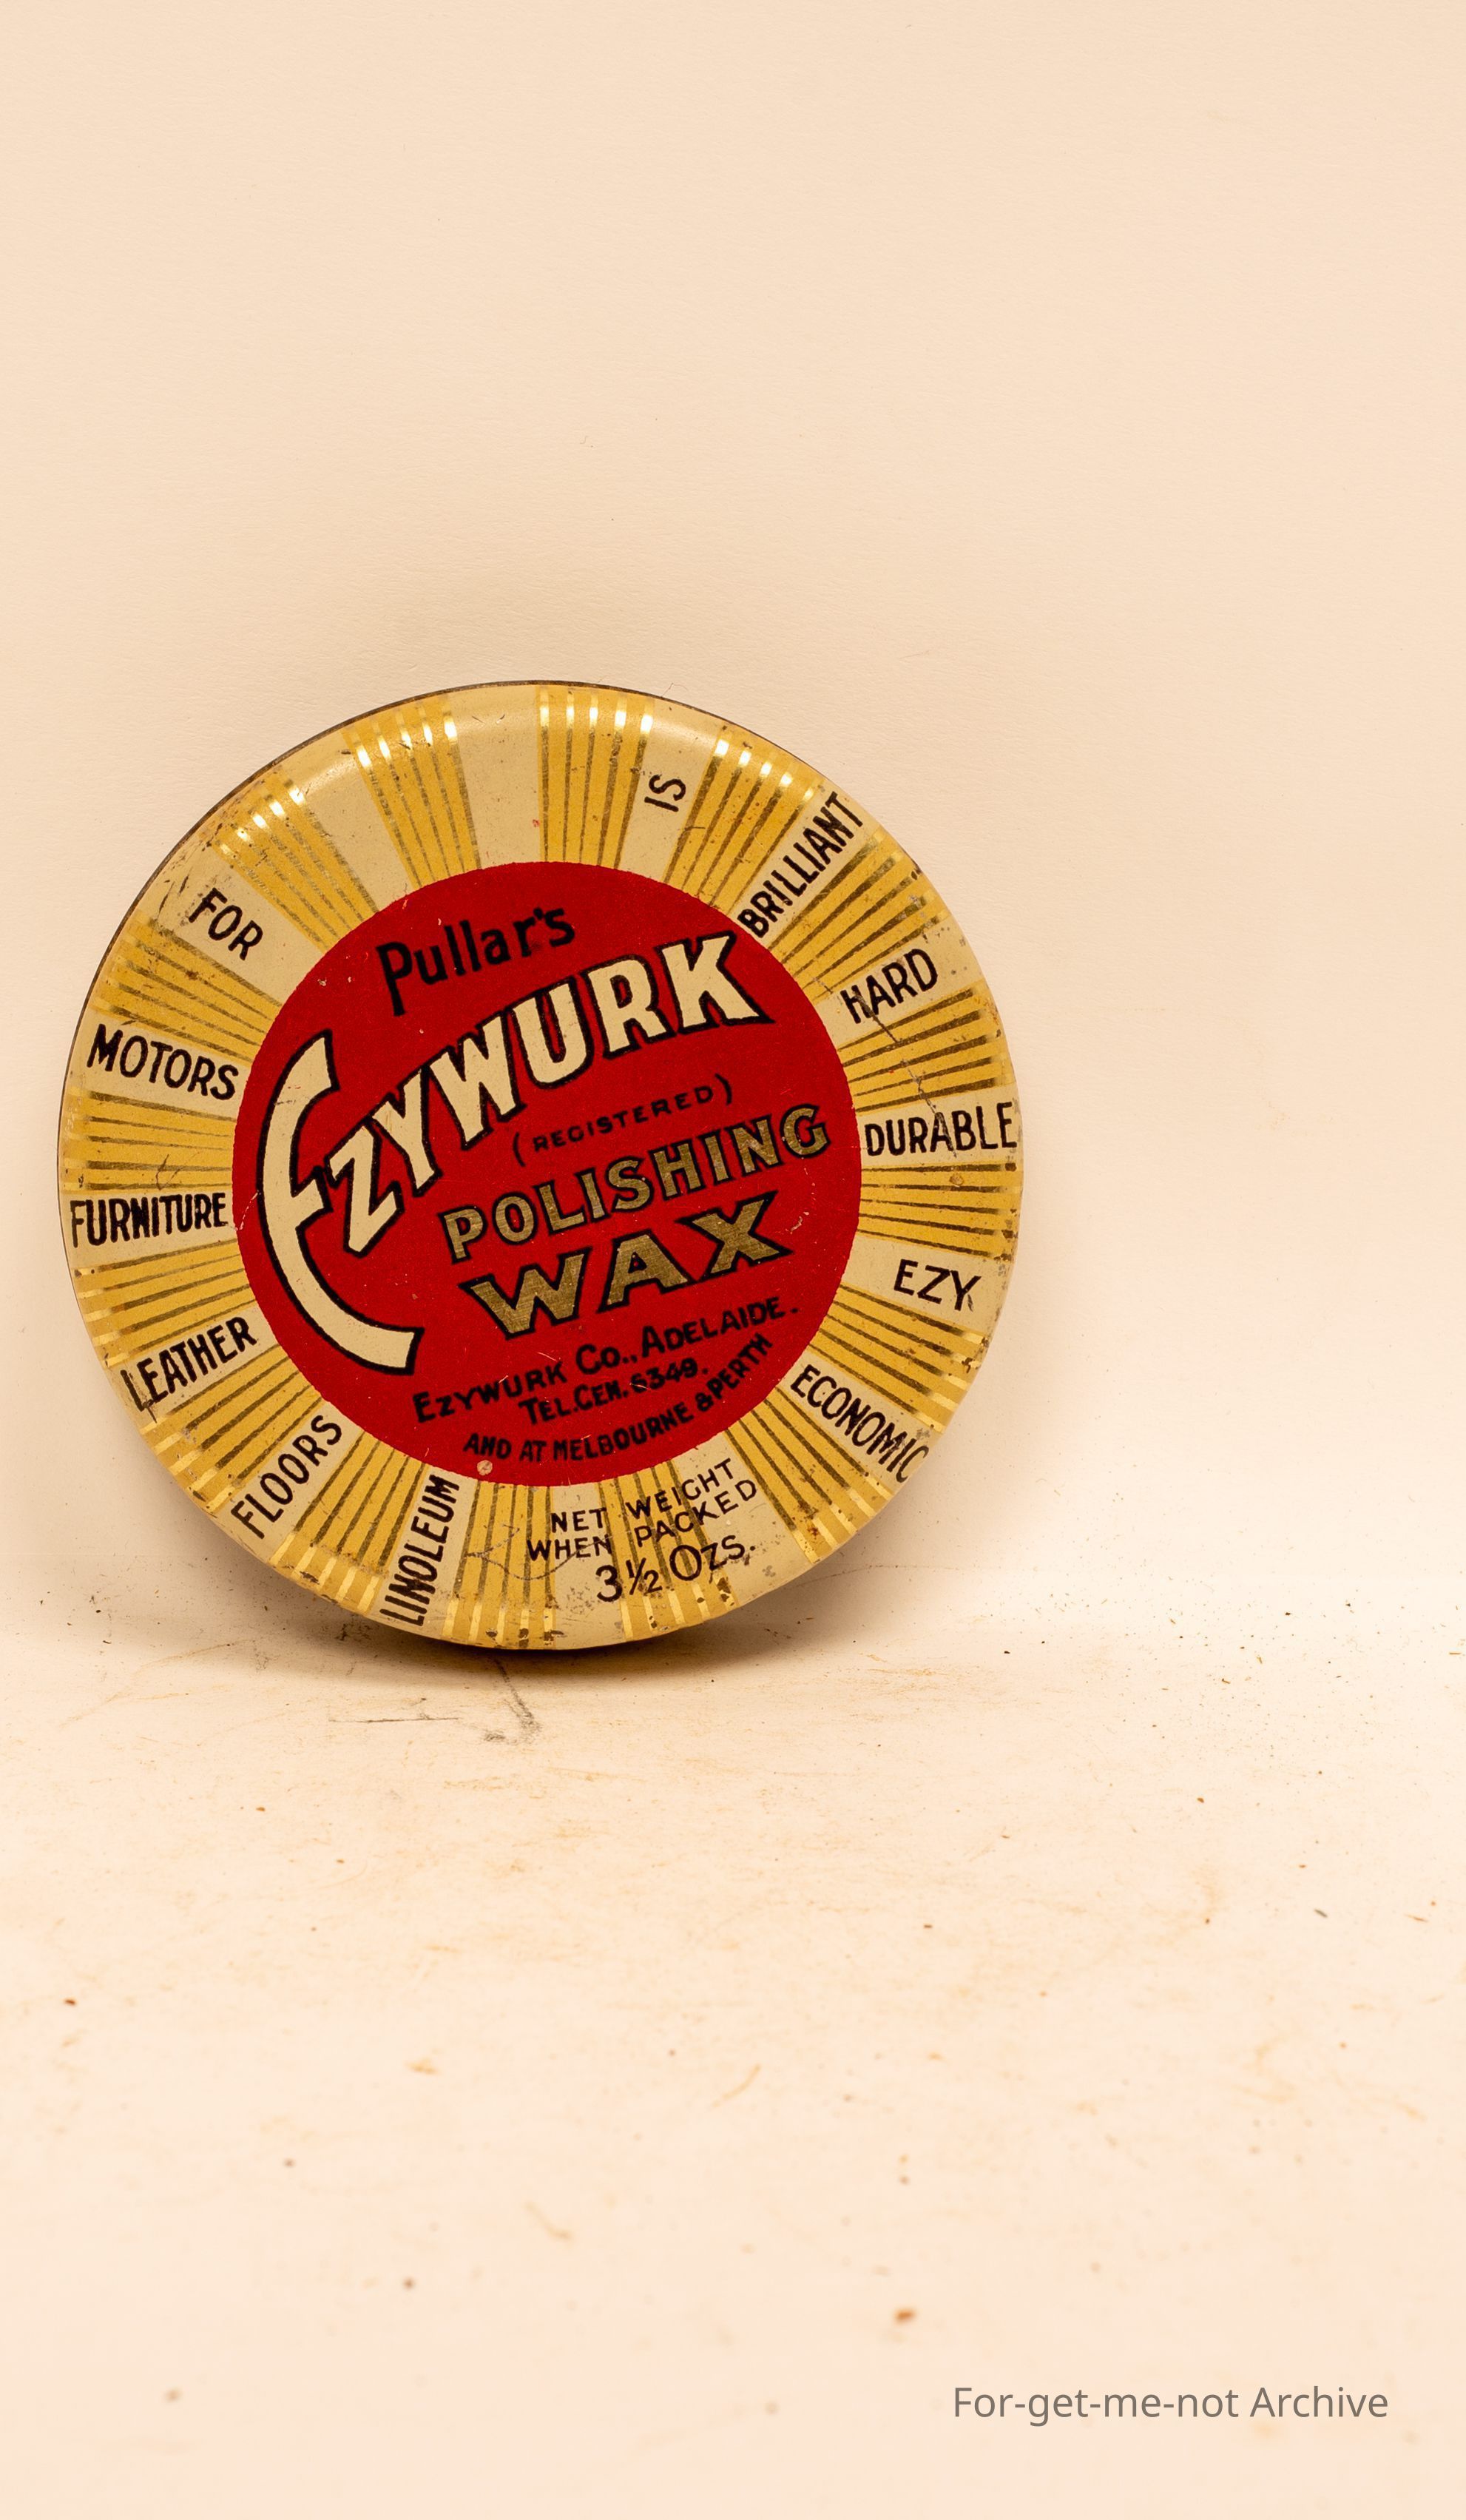 Pullar's
EZYWURK
(REGISTERED)
POLISHING
WAX
EZYWURK CO., ADELAIDE.
TEL. CEN. 6349.
AND AT MELBOURNE & PERTH
IS
BRILLIANT
HARD
DURABLE
EZY
ECONOMIC
FOR
MOTORS
FURNITURE
LEATHER
FLOORS
LINOLEUM
NET WEIGHT
WHEN PACKED
3½ OZS.
For-get-me-not Archive